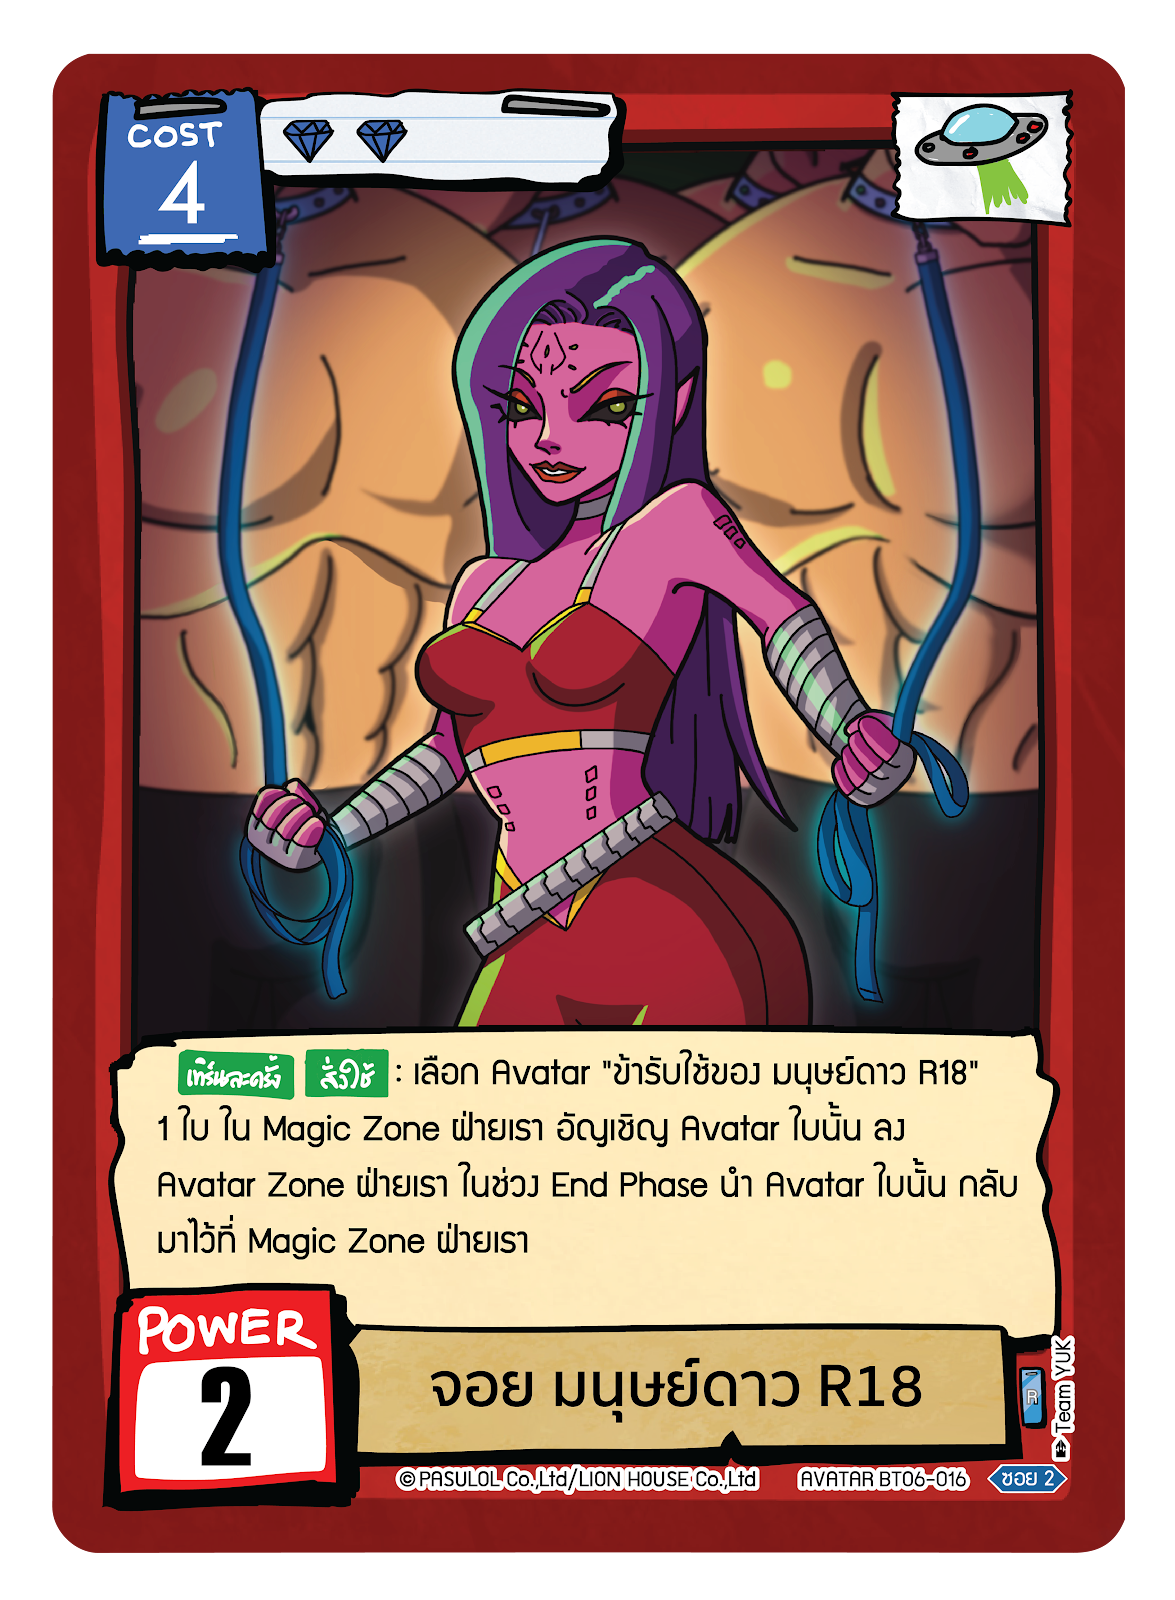 COST
4
เทิร์นละครั้ง สั่งใช้ : เลือก Avatar "ข้ารับใช้ของ มนุษย์ดาว R18"
1 ใบ ใน Magic Zone ฝ่ายเรา อัญเชิญ Avatar ใบนั้น ลง
Avatar Zone ฝ่ายเรา ในช่วง End Phase นำ Avatar ใบนั้น กลับ
มาไว้ที่ Magic Zone ฝ่ายเรา
POWER
2
จอย มนุษย์ดาว R18
R
Team YUK
© PASULOL Co.,Ltd/LION HOUSE Co.,Ltd AVATAR BT06-016 ซอย 2